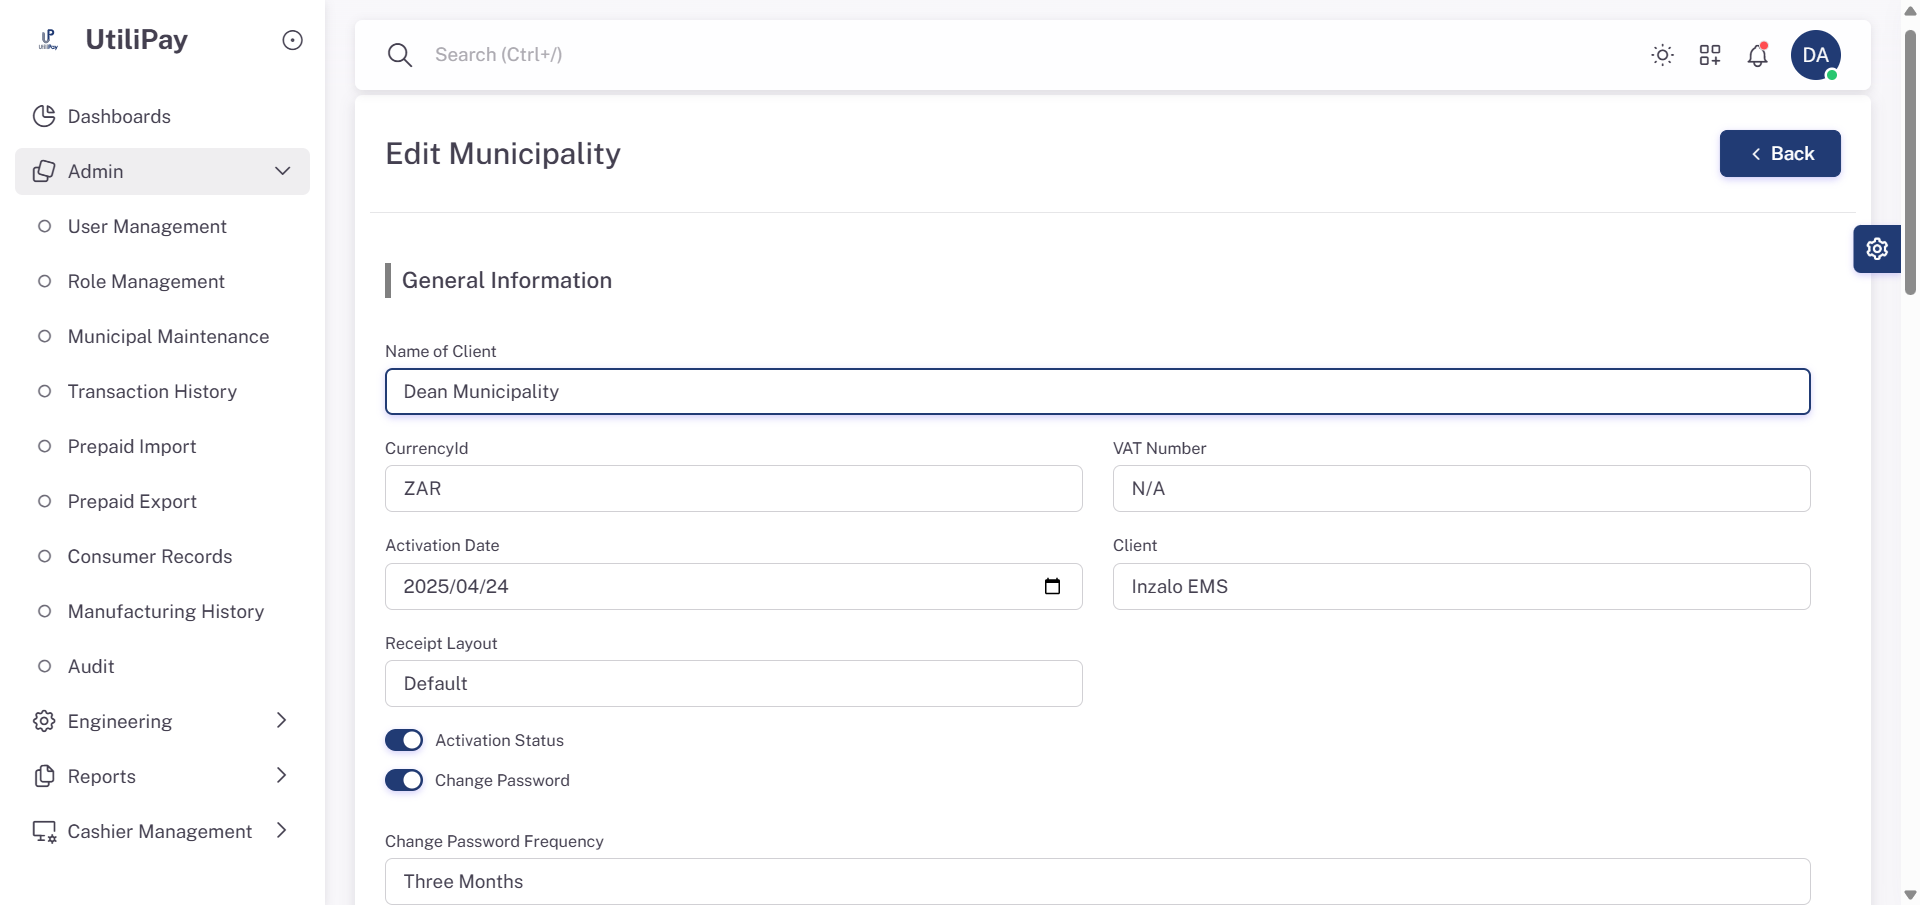 UP
UtiliPay
UtiliPay
Dashboards
Admin
User Management
Role Management
Municipal Maintenance
Transaction History
Prepaid Import
Prepaid Export
Consumer Records
Manufacturing History
Audit
Engineering
Reports
Cashier Management
Search (Ctrl+/)
DA
Edit Municipality
Back
General Information
Name of Client
Dean Municipality
CurrencyId
VAT Number
ZAR
N/A
Activation Date
Client
2025/04/24
Inzalo EMS
Receipt Layout
Default
Activation Status
Change Password
Change Password Frequency
Three Months